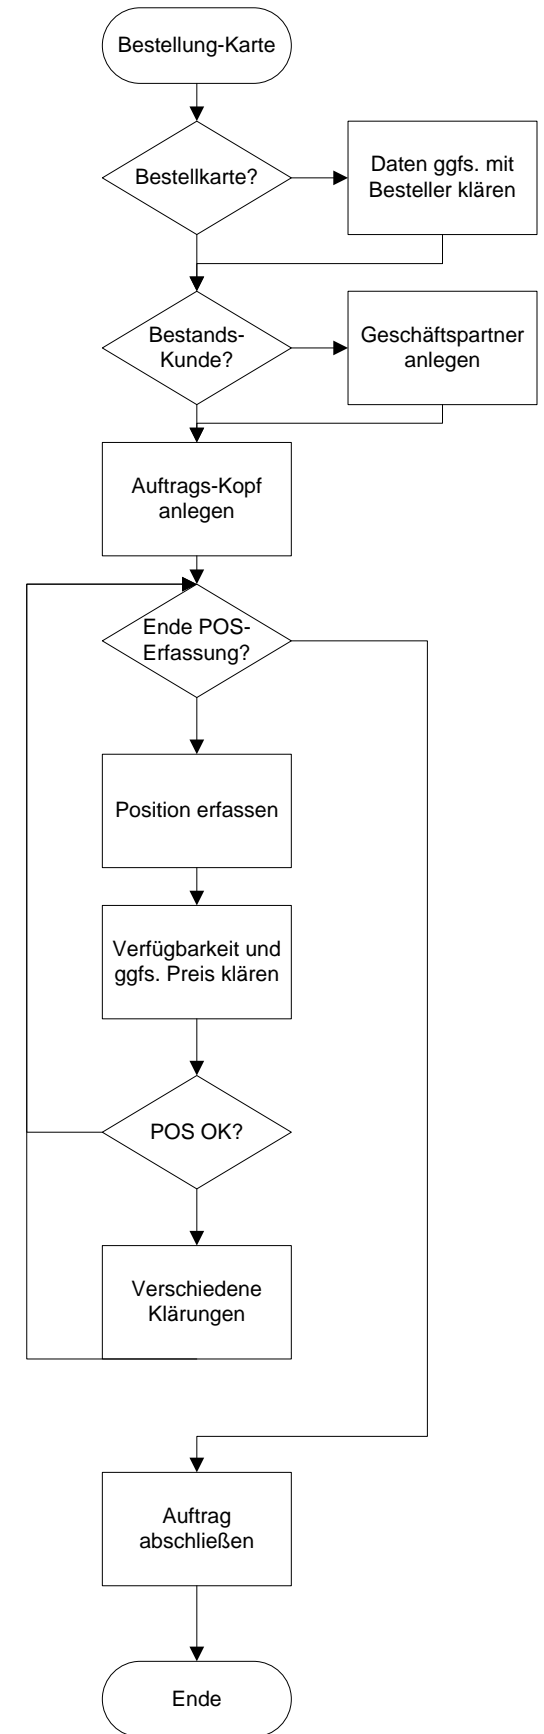 Bestellung-Karte
Bestellkarte?
Daten ggfs. mit
Besteller klären
Bestands-
Kunde?
Geschäftspartner
anlegen
Auftrags-Kopf
anlegen
Ende POS-
Erfassung?
Position erfassen
Verfügbarkeit und
ggfs. Preis klären
POS OK?
Verschiedene
Klärungen
Auftrag
abschließen
Ende